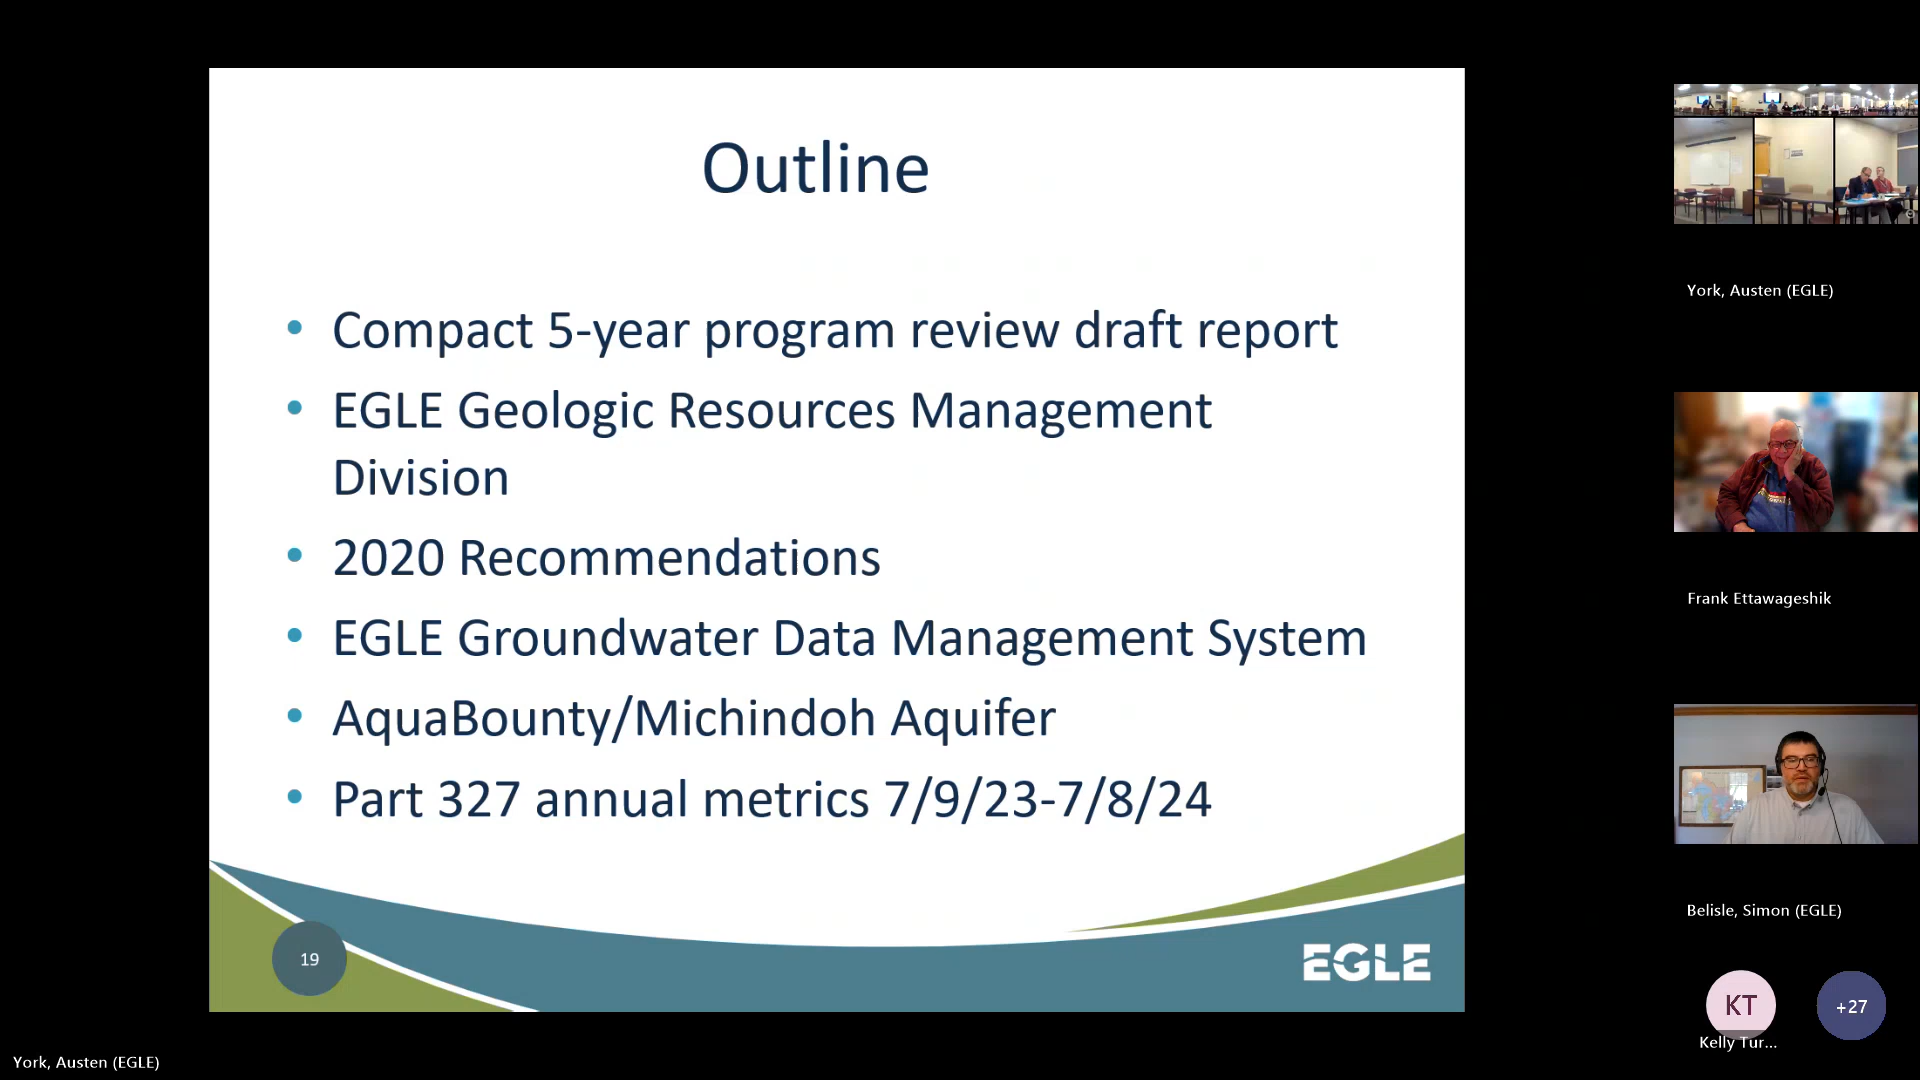 Outline
• Compact 5-year program review draft report
• EGLE Geologic Resources Management
Division
• 2020 Recommendations
• EGLE Groundwater Data Management System
• AquaBounty/Michindoh Aquifer
• Part 327 annual metrics 7/9/23-7/8/24
19
EGLE
York, Austen (EGLE)
York, Austen (EGLE)
Frank Ettawageshik
Belisle, Simon (EGLE)
KT
+27
Kelly Tur...